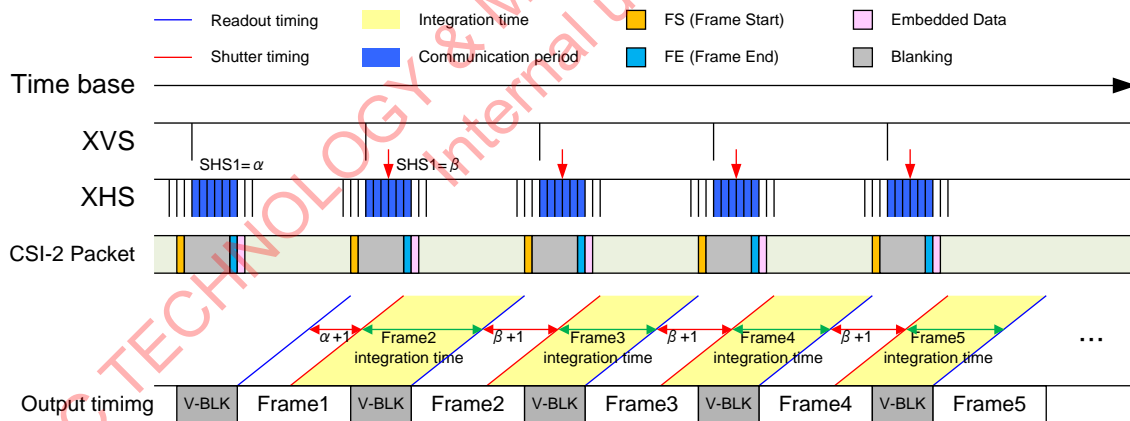 Readout timing
Integration time
FS (Frame Start)
Embedded Data
Shutter timing
Communication period
FE (Frame End)
Blanking
Time base
XVS
SHS1=α
SHS1=β
XHS
CSI-2 Packet
α+1
Frame2
integration time
β+1
Frame3
integration time
β+1
Frame4
integration time
β+1
Frame5
integration time
...
Output timimg
V-BLK
Frame1
V-BLK
Frame2
V-BLK
Frame3
V-BLK
Frame4
V-BLK
Frame5
TECHNOLOGY & M
Internal u